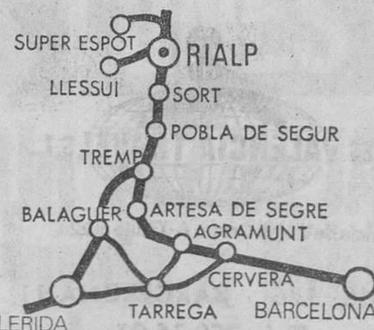 SUPER ESPOT
RIALP
LLESSUI
SORT
POBLA DE SEGUR
TREMP
BALAGUER
ARTESA DE SEGRE
AGRAMUNT
CERVERA
LERIDA
TARREGA
BARCELONA